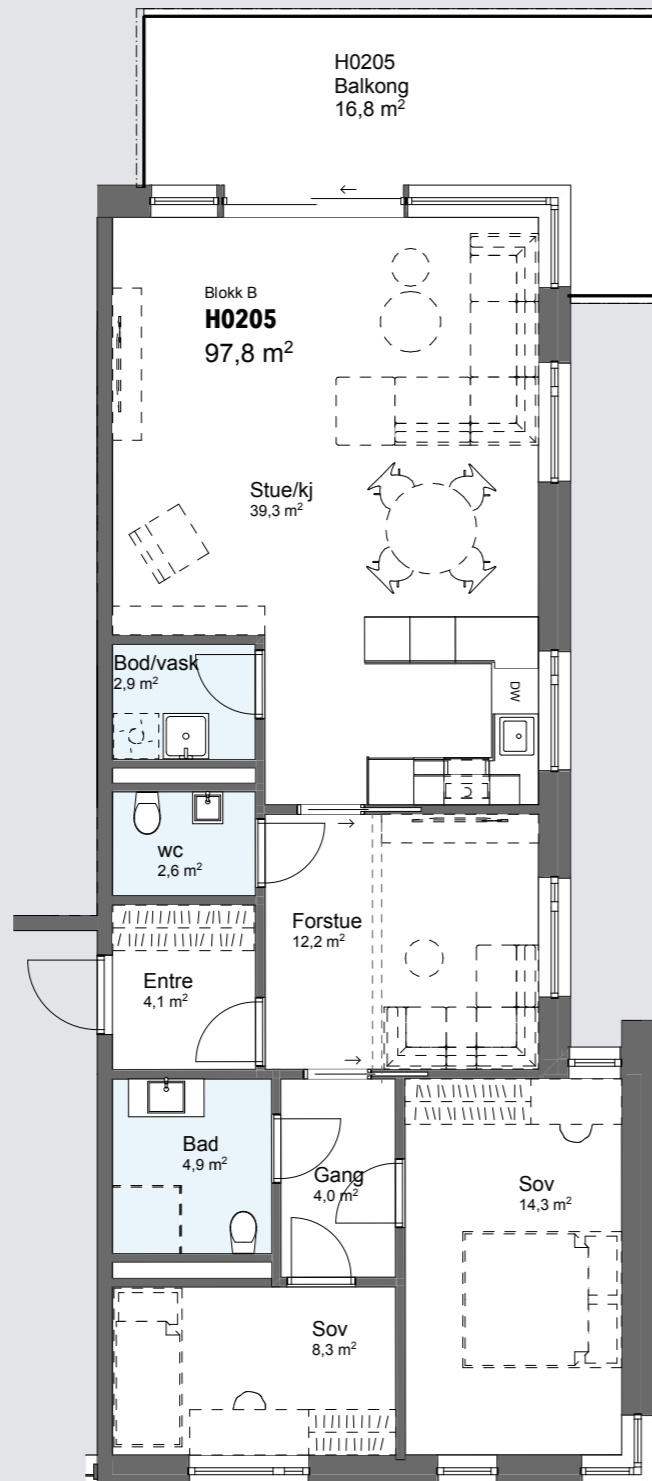 H0205
Balkong
16,8 m²
Blokk B
H0205
97,8 m²
Stue/kj
39,3 m²
Bod/vask
2,9 m²
DW
wc
2,6 m²
Forstue
12,2 m²
Entre
4,1 m²
Bad
4,9 m²
Gang
4,0 m²
Sov
14,3 m²
Sov
8,3 m²